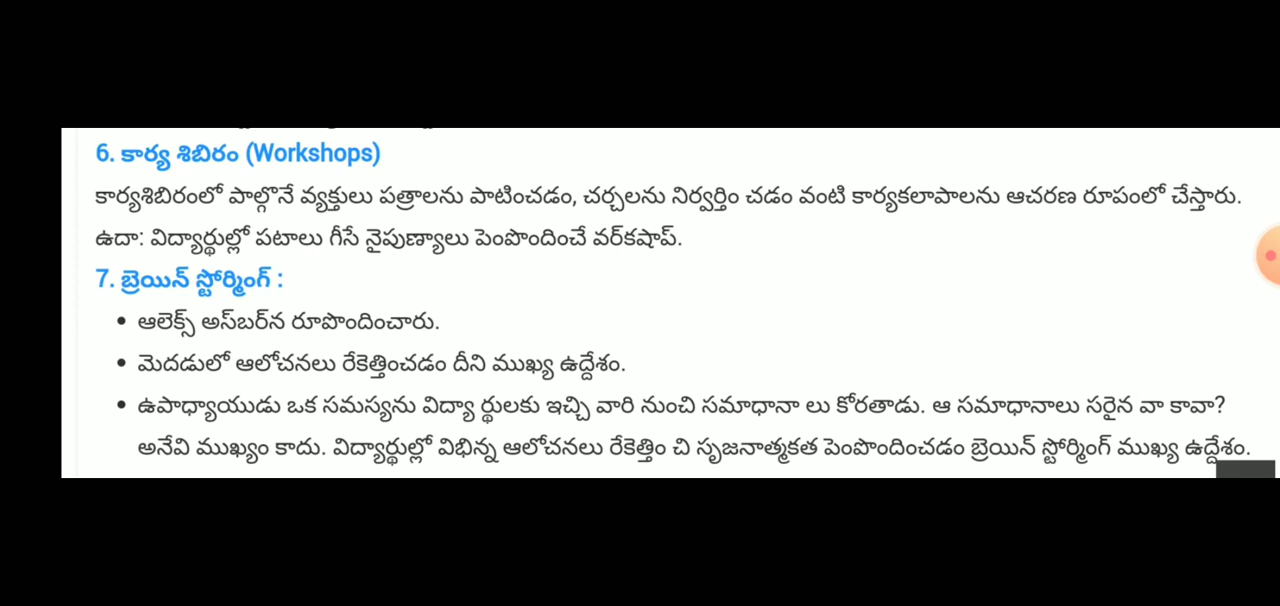 6. కార్య శిబిరం (Workshops)
కార్యశిబిరంలో పాల్గొనే వ్యక్తులు పత్రాలను పాటించడం, చర్చలను నిర్వర్తిం చడం వంటి కార్యకలాపాలను ఆచరణ రూపంలో చేస్తారు.
ఉదా: విద్యార్థుల్లో పటాలు గీసే నైపుణ్యాలు పెంపొందించే వర్‌కషాప్.
7. బ్రెయిన్ స్టోర్మింగ్ :
• ఆలెక్స్ అస్‌బర్‌న రూపొందించారు.
• మెదడులో ఆలోచనలు రేకెత్తించడం దీని ముఖ్య ఉద్దేశం.
• ఉపాధ్యాయుడు ఒక సమస్యను విద్యా ర్థులకు ఇచ్చి వారి నుంచి సమాధానా లు కోరతాడు. ఆ సమాధానాలు సరైన వా కావా?
అనేవి ముఖ్యం కాదు. విద్యార్థుల్లో విభిన్న ఆలోచనలు రేకెత్తిం చి సృజనాత్మకత పెంపొందించడం బ్రెయిన్ స్టోర్మింగ్ ముఖ్య ఉద్దేశం.